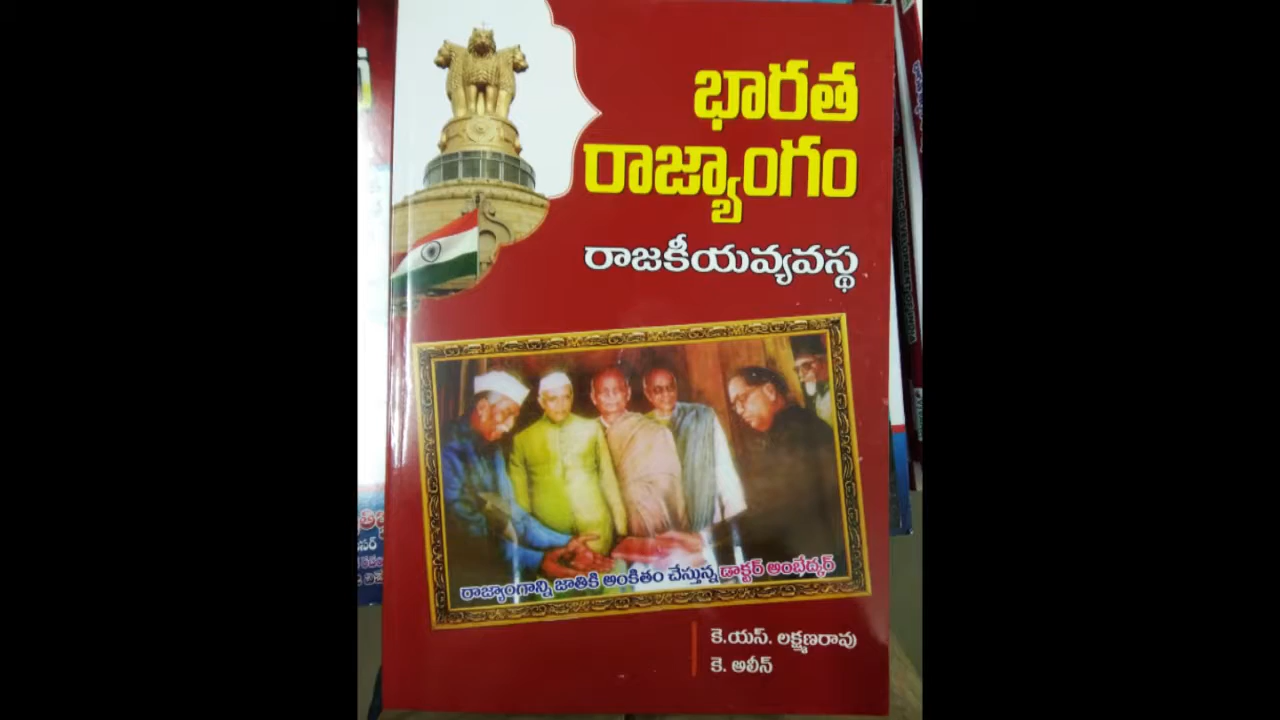 భారత
రాజ్యాంగం
రాజకీయవ్యవస్థ
రాజ్యాంగాన్ని జాతికి అంకితం చేస్తున్న డాక్టర్ అంబేద్కర్
కె.యస్. లక్ష్మణరావు
కె. అలీన్